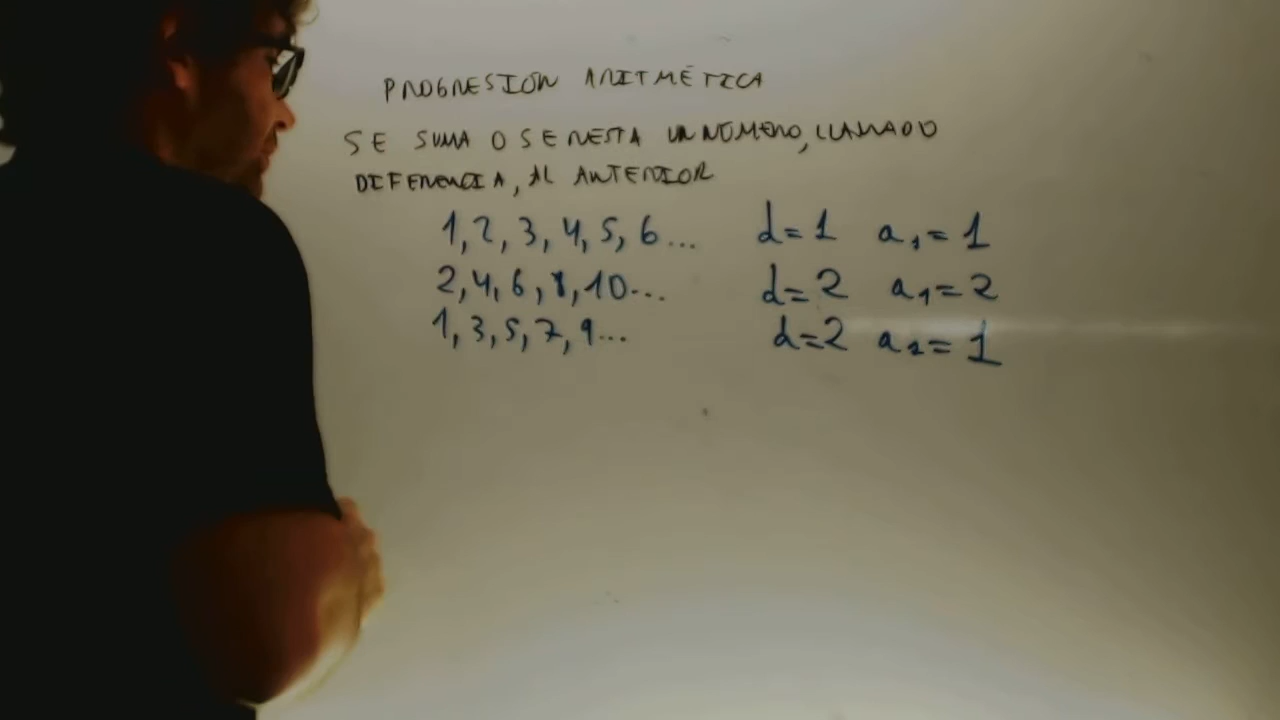 PROGRESIÓN ARITMÉTICA
SE SUMA O SE RESTA UN NÚMERO, LLAMADO
DIFERENCIA, AL ANTERIOR
1, 2, 3, 4, 5, 6... d=1 a₁=1
2, 4, 6, 8, 10... d=2 a₁=2
1, 3, 5, 7, 9... d=2 a₁=1